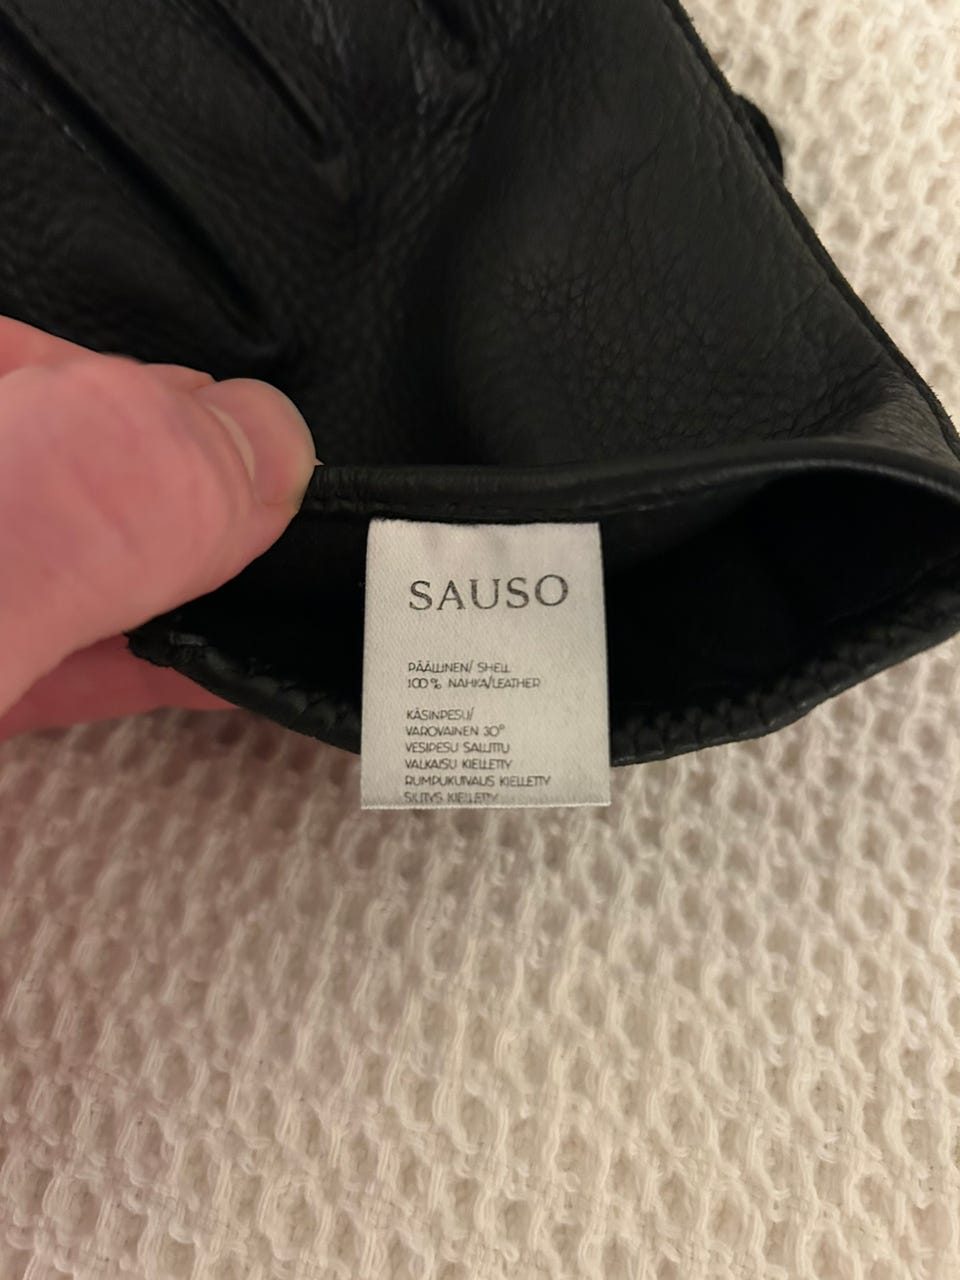 SAUSO
PÄÄLLINEN/ SHELL
100% NAHKA/LEATHER
KÄSINPESU/
VAROVAINEN 30°
VESIPESU SALLITTU
VALKAISU KIELLETTY
RUMPUKUIVAUS KIELLETTY
SILITYS KIELLETTY